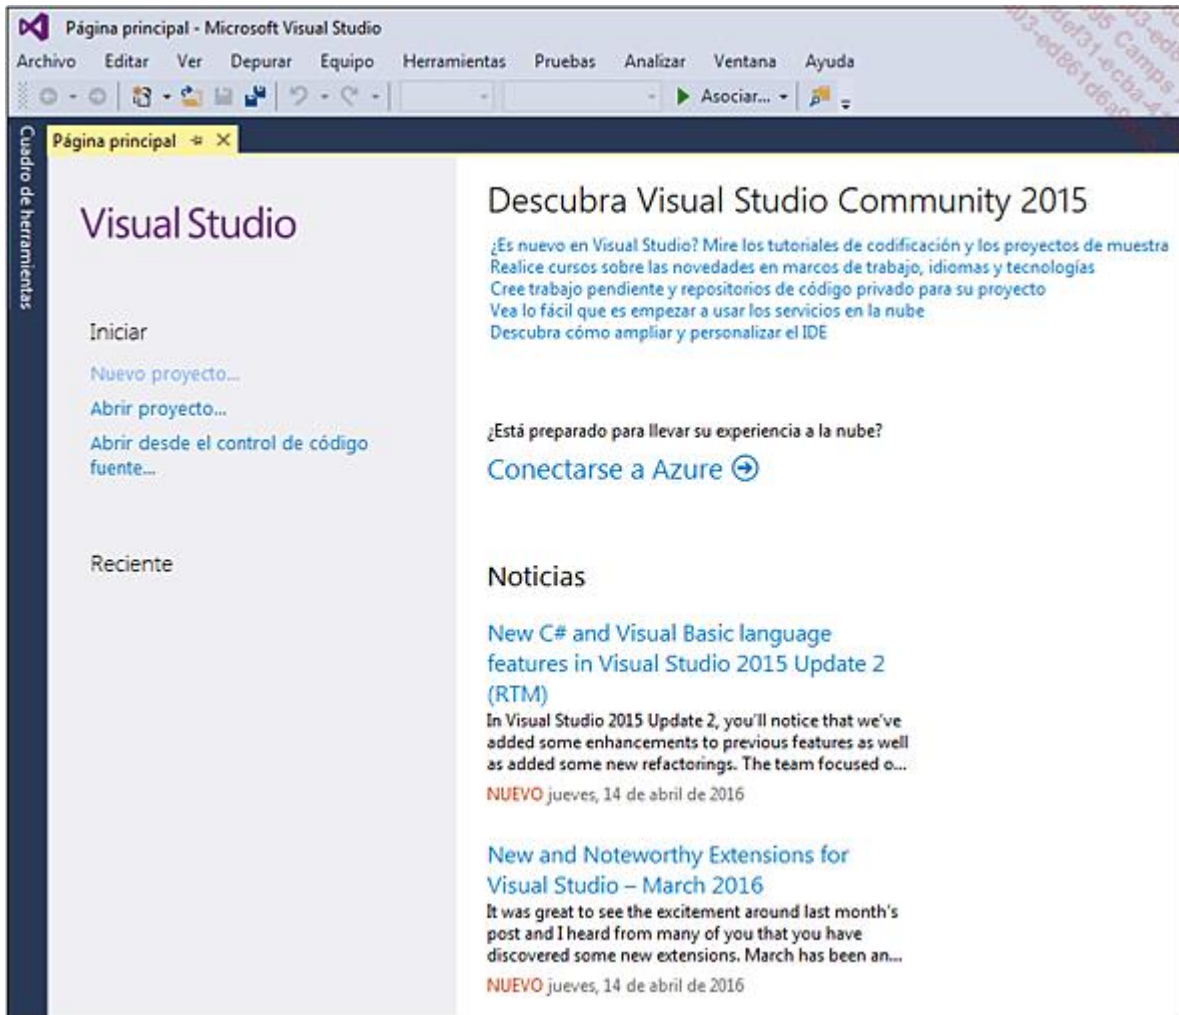 Página principal - Microsoft Visual Studio
Archivo Editar Ver Depurar Equipo Herramientas Pruebas Analizar Ventana Ayuda
Asociar...
Cuadro de herramientas
Página principal
Visual Studio
Iniciar
Nuevo proyecto...
Abrir proyecto...
Abrir desde el control de código
fuente...
Reciente
Descubra Visual Studio Community 2015
¿Es nuevo en Visual Studio? Mire los tutoriales de codificación y los proyectos de muestra
Realice cursos sobre las novedades en marcos de trabajo, idiomas y tecnologías
Cree trabajo pendiente y repositorios de código privado para su proyecto
Vea lo fácil que es empezar a usar los servicios en la nube
Descubra cómo ampliar y personalizar el IDE
¿Está preparado para llevar su experiencia a la nube?
Conectarse a Azure
Noticias
New C# and Visual Basic language
features in Visual Studio 2015 Update 2
(RTM)
In Visual Studio 2015 Update 2, you'll notice that we've
added some enhancements to previous features as well
as added some new refactorings. The team focused o...
NUEVO jueves, 14 de abril de 2016
New and Noteworthy Extensions for
Visual Studio – March 2016
It was great to see the excitement around last month's
post and I heard from many of you that you have
discovered some new extensions. March has been an...
NUEVO jueves, 14 de abril de 2016